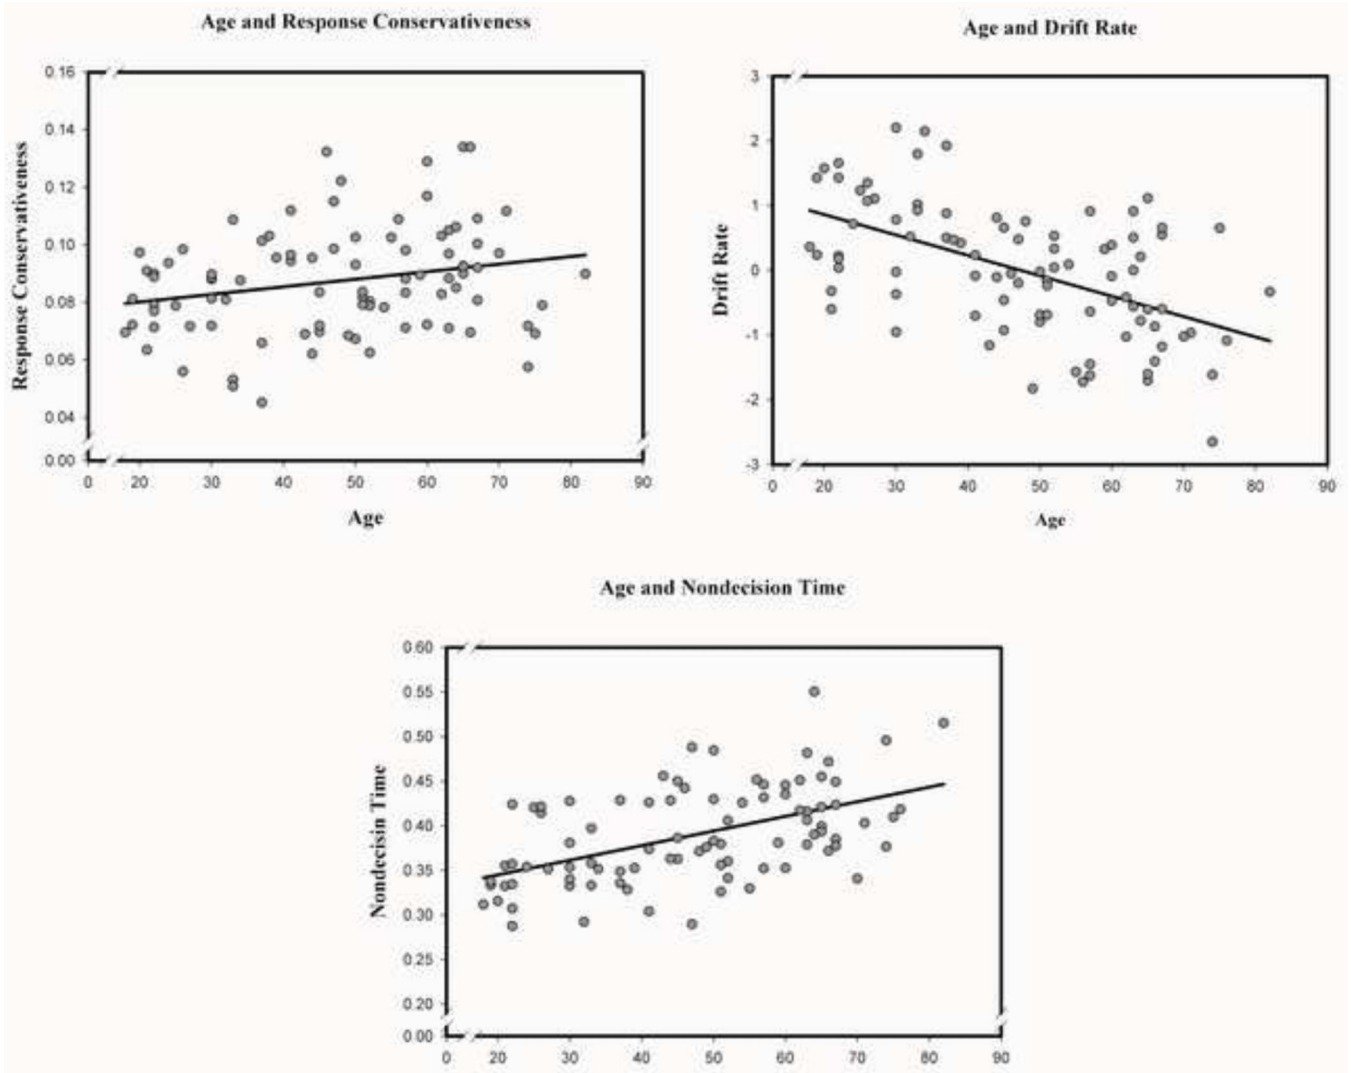 Age and Response Conservativeness
0.16
0.14
0.12
0.10
0.08
0.06
0.04
0.00
Response Conservativeness
0 20 30 40 50 60 70 80 90
Age
Age and Drift Rate
3
2
1
0
-1
-2
-3
Drift Rate
0 20 30 40 50 60 70 80 90
Age
Age and Nondecision Time
0.60
0.55
0.50
0.45
0.40
0.35
0.30
0.25
0.20
0.00
Nondecisin Time
0 20 30 40 50 60 70 80 90